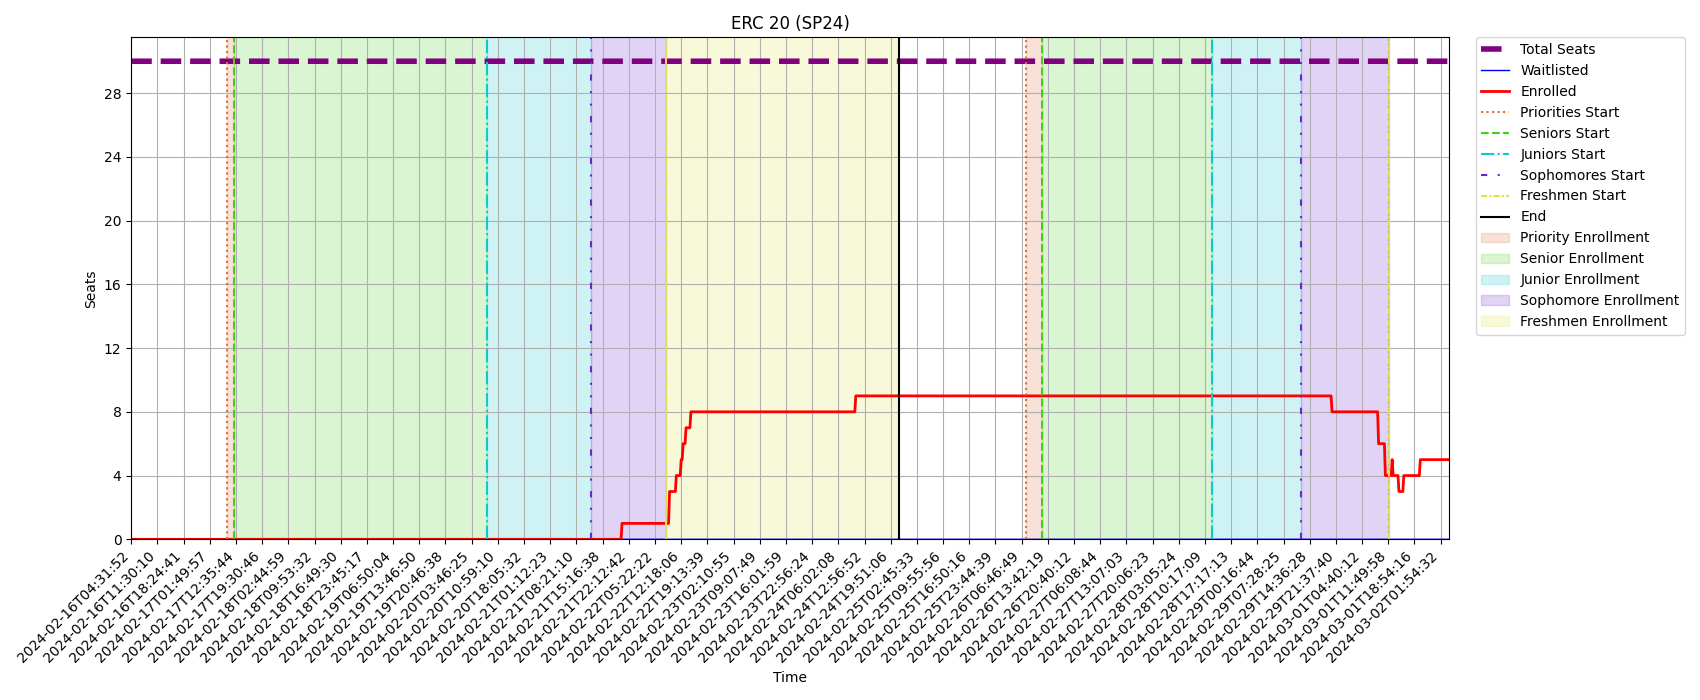 ERC 20 (SP24)
Seats
28
24
20
16
12
8
4
0
2024-02-16T04:31:52
2024-02-16T11:30:10
2024-02-16T18:24:41
2024-02-17T01:49:57
2024-02-17T12:35:44
2024-02-17T19:30:46
2024-02-18T02:44:59
2024-02-18T09:53:32
2024-02-18T16:49:30
2024-02-18T23:45:17
2024-02-19T06:50:04
2024-02-19T13:46:50
2024-02-19T20:46:38
2024-02-20T03:46:25
2024-02-20T10:59:10
2024-02-20T18:05:32
2024-02-21T01:12:23
2024-02-21T08:21:10
2024-02-21T15:16:38
2024-02-21T22:12:42
2024-02-22T05:22:22
2024-02-22T12:18:06
2024-02-22T19:13:39
2024-02-23T02:10:55
2024-02-23T09:07:49
2024-02-23T16:01:59
2024-02-23T22:56:24
2024-02-24T06:02:08
2024-02-24T12:56:52
2024-02-24T19:51:06
2024-02-25T02:45:33
2024-02-25T09:55:56
2024-02-25T16:50:16
2024-02-25T23:44:39
2024-02-26T06:46:49
2024-02-26T13:42:19
2024-02-26T20:40:12
2024-02-27T06:08:44
2024-02-27T13:07:03
2024-02-27T20:06:23
2024-02-28T03:05:24
2024-02-28T10:17:09
2024-02-28T17:17:13
2024-02-29T00:16:44
2024-02-29T07:28:25
2024-02-29T14:36:28
2024-02-29T21:37:40
2024-03-01T04:40:12
2024-03-01T11:49:58
2024-03-01T18:54:16
2024-03-02T01:54:32
Time
Total Seats
Waitlisted
Enrolled
Priorities Start
Seniors Start
Juniors Start
Sophomores Start
Freshmen Start
End
Priority Enrollment
Senior Enrollment
Junior Enrollment
Sophomore Enrollment
Freshmen Enrollment